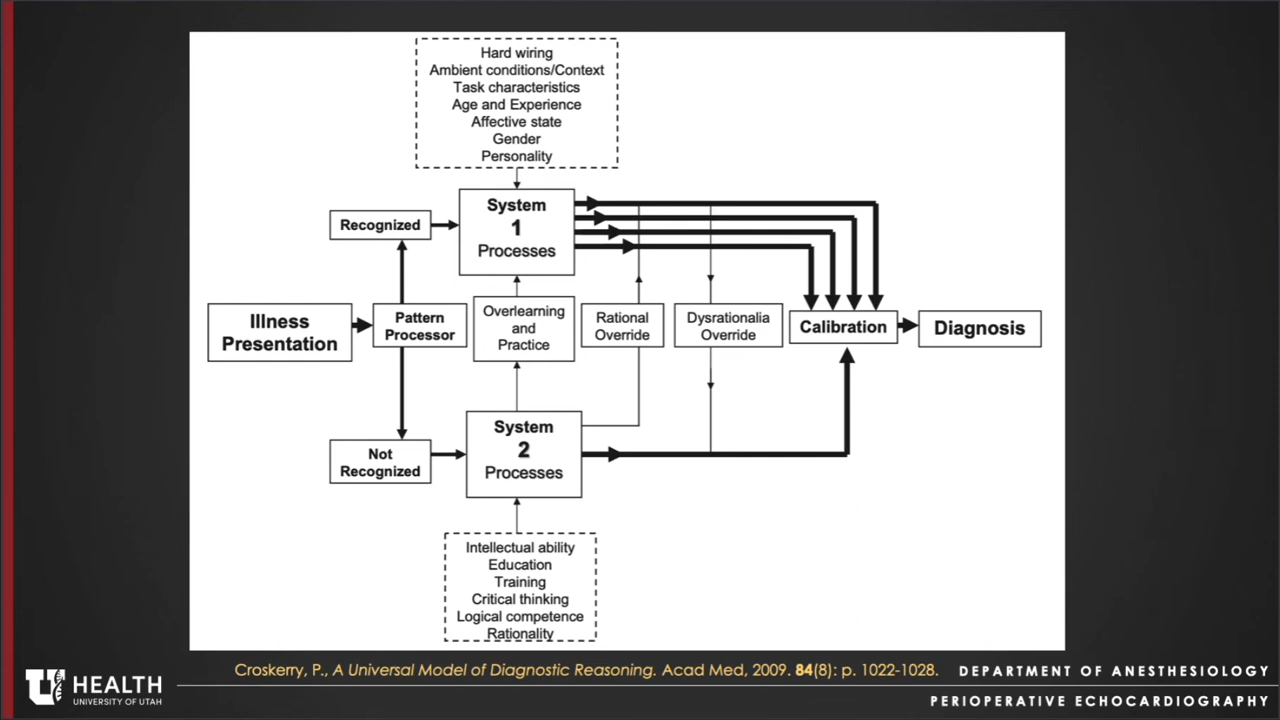 Hard wiring
Ambient conditions/Context
Task characteristics
Age and Experience
Affective state
Gender
Personality
Recognized
System
1
Processes
Illness
Presentation
Pattern
Processor
Overlearning
and
Practice
Rational
Override
Dysrationalia
Override
Calibration
Diagnosis
Not
Recognized
System
2
Processes
Intellectual ability
Education
Training
Critical thinking
Logical competence
Rationality
Croskerry, P., A Universal Model of Diagnostic Reasoning. Acad Med, 2009. 84(8): p. 1022-1028.
DEPARTMENT OF ANESTHESIOLOGY
U HEALTH
UNIVERSITY OF UTAH
PERIOPERATIVE ECHOCARDIOGRAPHY